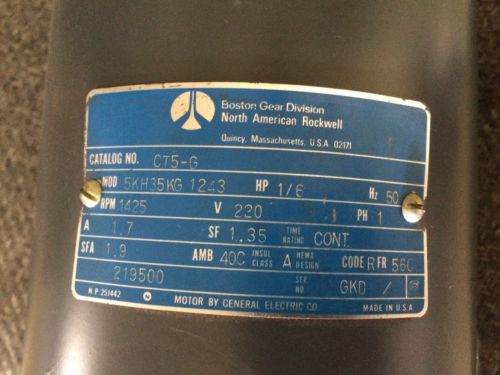 Boston Gear Division
North American Rockwell
Quincy, Massachusetts, U.S.A. 02171
CATALOG NO. CT5-G
MOD 5KH35KG 1243 HP 1/6 Hz 50
RPM 1425 V 220 PH 1
A 1.7 SF 1.35 TIME RATING CONT.
SFA 1.9 AMB 40C INSUL CLASS A NEMA DESIGN CODE R FR 56C
219500 SER NO. GKD /
N.P. 251442 MOTOR BY GENERAL ELECTRIC CO. MADE IN U.S.A.